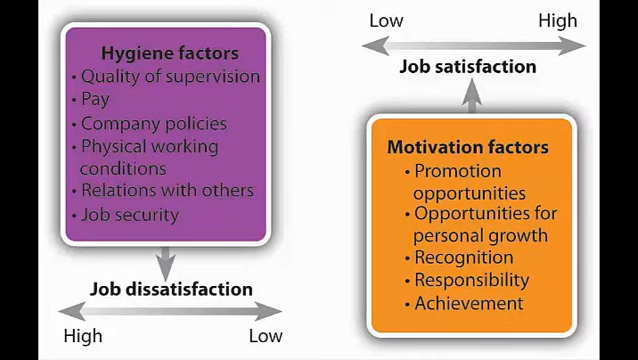 Hygiene factors
• Quality of supervision
• Pay
• Company policies
• Physical working
conditions
• Relations with others
• Job security
Job dissatisfaction
High Low
Low High
Job satisfaction
Motivation factors
• Promotion
opportunities
• Opportunities for
personal growth
• Recognition
• Responsibility
• Achievement